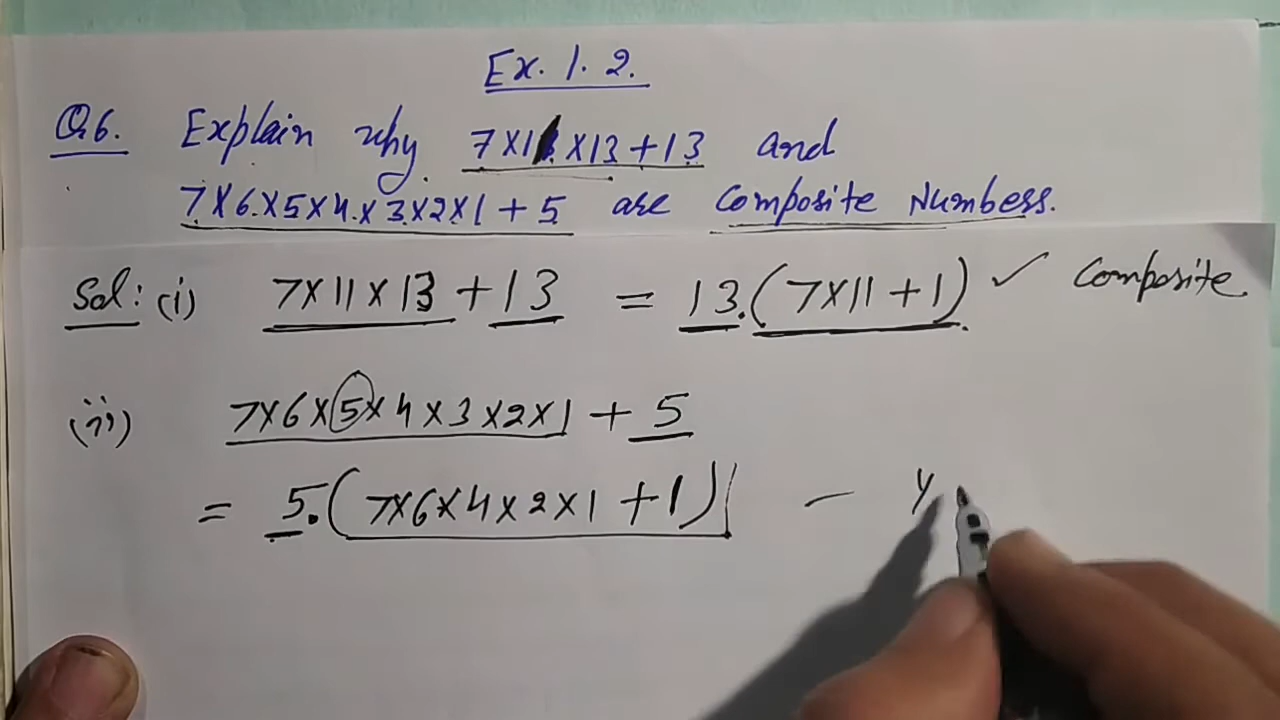 Ex. 1. 2.
Q6. Explain why 7×11×13+13 and
7×6×5×4×3×2×1+5 are Composite Numbers.
Sol: (i) 7×11×13+13 = 13.(7×11+1) ✓ Composite
(ii) 7×6×5×4×3×2×1+5
= 5.(7×6×4×2×1+1) – y